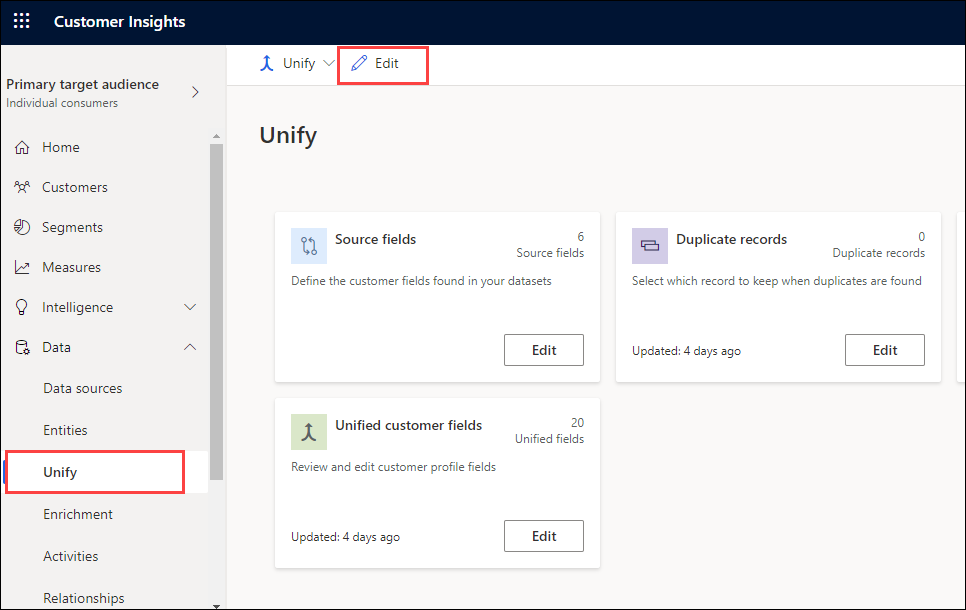 Customer Insights
Primary target audience
Individual consumers
Home
Customers
Segments
Measures
Intelligence
Data
Data sources
Entities
Unify
Enrichment
Activities
Relationships
Unify
Edit
Unify
Source fields
6
Source fields
Define the customer fields found in your datasets
Edit
Duplicate records
0
Duplicate records
Select which record to keep when duplicates are found
Updated: 4 days ago
Edit
Unified customer fields
20
Unified fields
Review and edit customer profile fields
Updated: 4 days ago
Edit